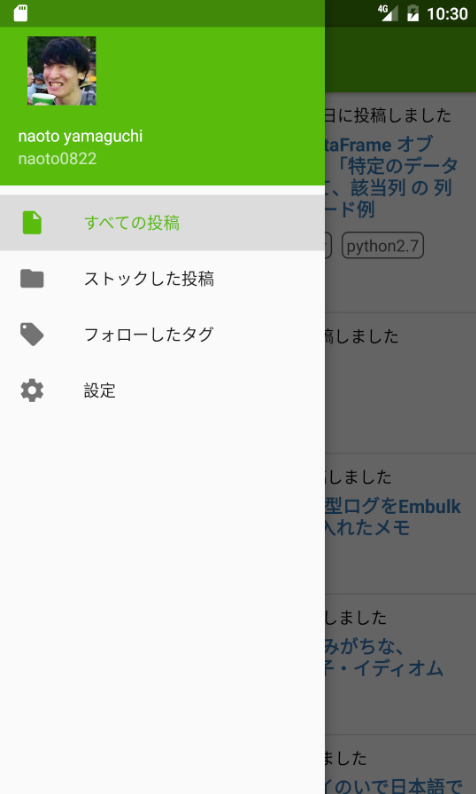 4G 10:30
naoto yamaguchi
naoto0822
すべての投稿
ストックした投稿
フォローしたタグ
設定
日に投稿しました
taFrame オブ
「特定のデータ
て、該当列 の 列
ード例
python2.7
稿しました
しました
型ログをEmbulk
入れたメモ
しました
みがちな、
子・イディオム
ました
イのいで日本語で